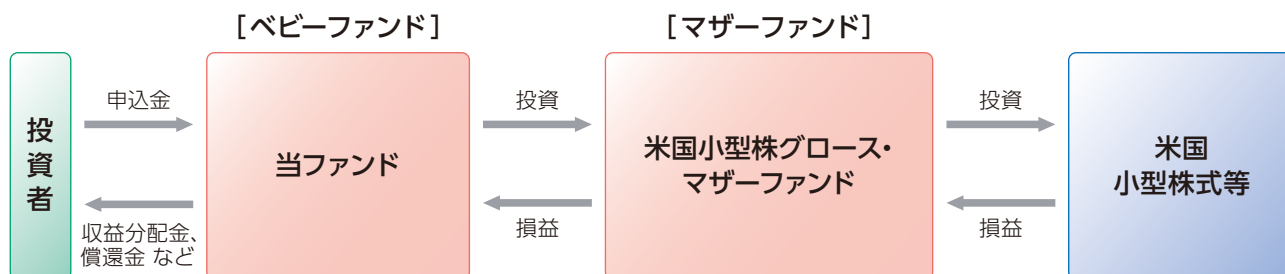 [ベビーファンド]
[マザーファンド]
投資者
申込金
収益分配金、
償還金 など
当ファンド
投資
損益
米国小型株グロース・
マザーファンド
投資
損益
米国
小型株式等